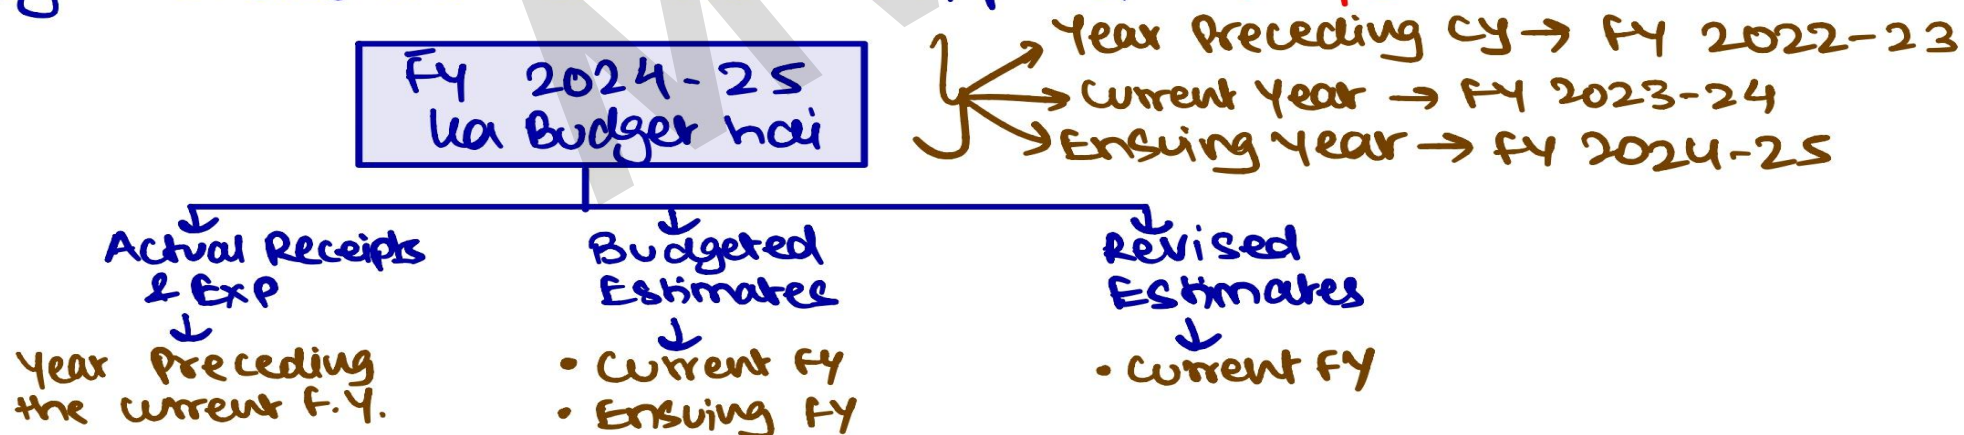 Year Preceding CY → FY 2022-23
FY 2024-25
Current Year → FY 2023-24
ka Budget hai
Ensuing Year → FY 2024-25
Actual Receipts
& Exp
Budgeted
Estimates
Revised
Estimates
Year Preceding
the current F.Y.
• Current FY
• Ensuing FY
• Current FY